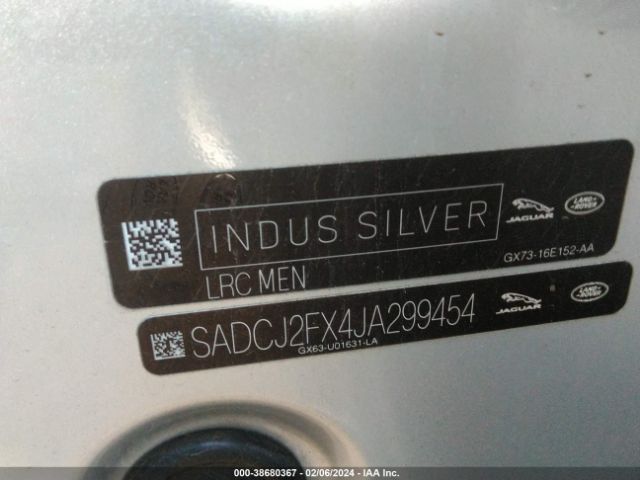 INDUS SILVER
JAGUAR
LAND-
ROVER
GX73-16E152-AA
LRC MEN
SADCJ2FX4JA299454
GX63-U01631-LA
JAGUAR
LAND-
ROVER
000-38680367 - 02/06/2024 - IAA Inc.